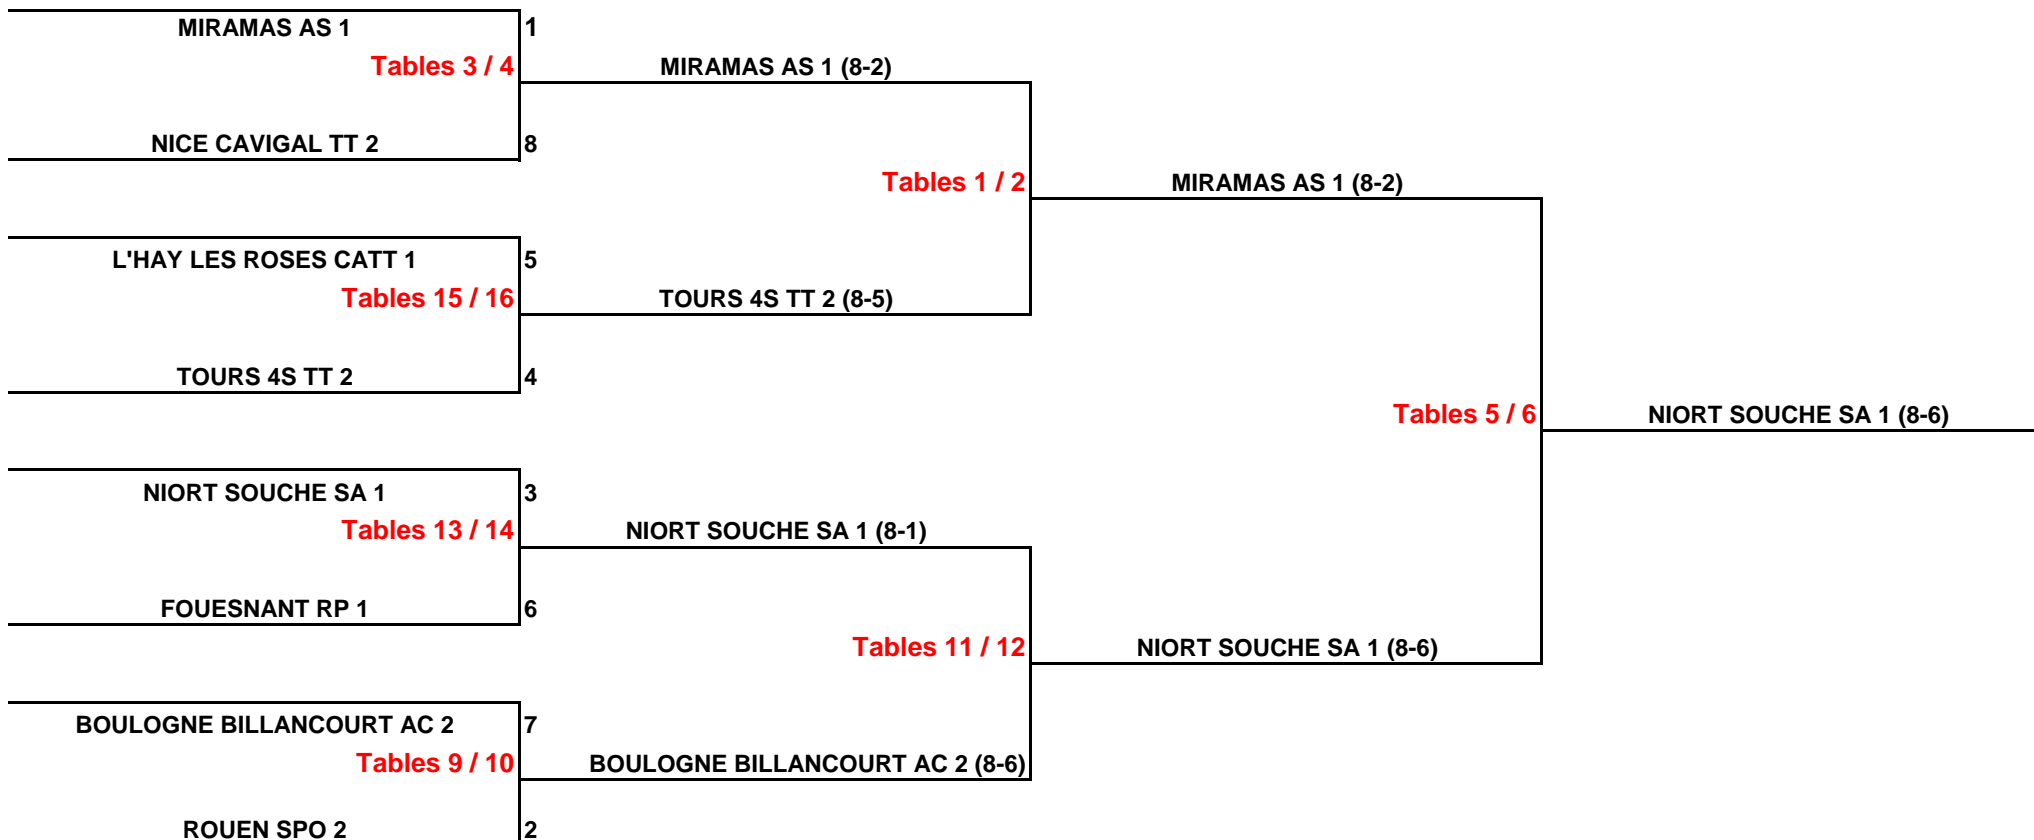 MIRAMAS AS 1 1
Tables 3 / 4 MIRAMAS AS 1 (8-2)
NICE CAVIGAL TT 2 8
Tables 1 / 2 MIRAMAS AS 1 (8-2)
L'HAY LES ROSES CATT 1 5
Tables 15 / 16 TOURS 4S TT 2 (8-5)
TOURS 4S TT 2 4
Tables 5 / 6 NIORT SOUCHE SA 1 (8-6)
NIORT SOUCHE SA 1 3
Tables 13 / 14 NIORT SOUCHE SA 1 (8-1)
FOUESNANT RP 1 6
Tables 11 / 12 NIORT SOUCHE SA 1 (8-6)
BOULOGNE BILLANCOURT AC 2 7
Tables 9 / 10 BOULOGNE BILLANCOURT AC 2 (8-6)
ROUEN SPO 2 2